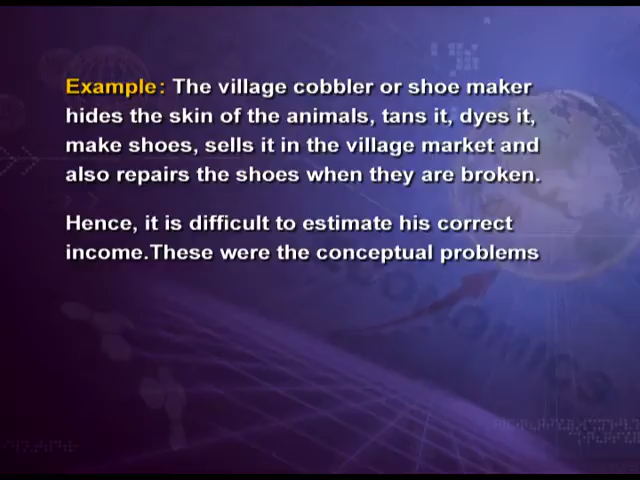 Example: The village cobbler or shoe maker
hides the skin of the animals, tans it, dyes it,
make shoes, sells it in the village market and
also repairs the shoes when they are broken.
Hence, it is difficult to estimate his correct
income.These were the conceptual problems
ECONOMICS